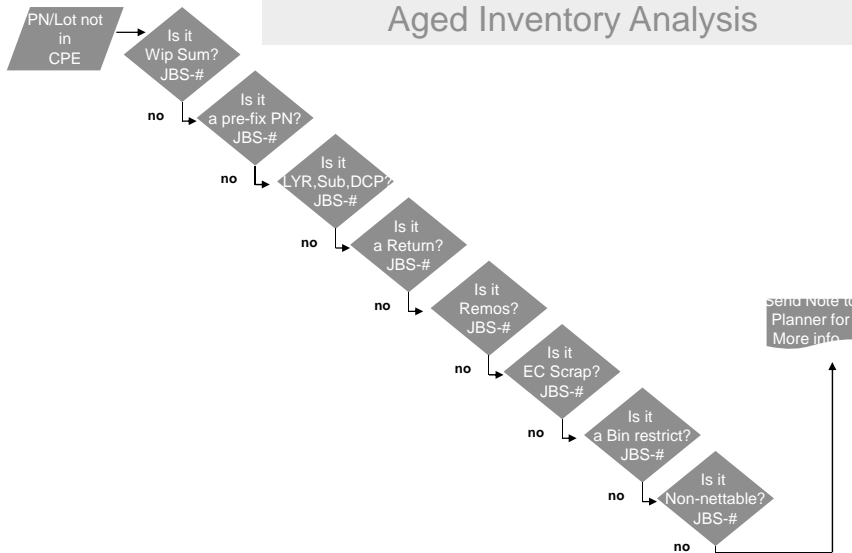 Aged Inventory Analysis
PN/Lot not
in
CPE
Is it
Wip Sum?
JBS-#
no
Is it
a pre-fix PN?
JBS-#
no
Is it
LYR,Sub,DCP?
JBS-#
no
Is it
a Return?
JBS-#
no
Is it
Remos?
JBS-#
no
Is it
EC Scrap?
JBS-#
no
Is it
a Bin restrict?
JBS-#
no
Is it
Non-nettable?
JBS-#
no
Send Note to
Planner for
More info